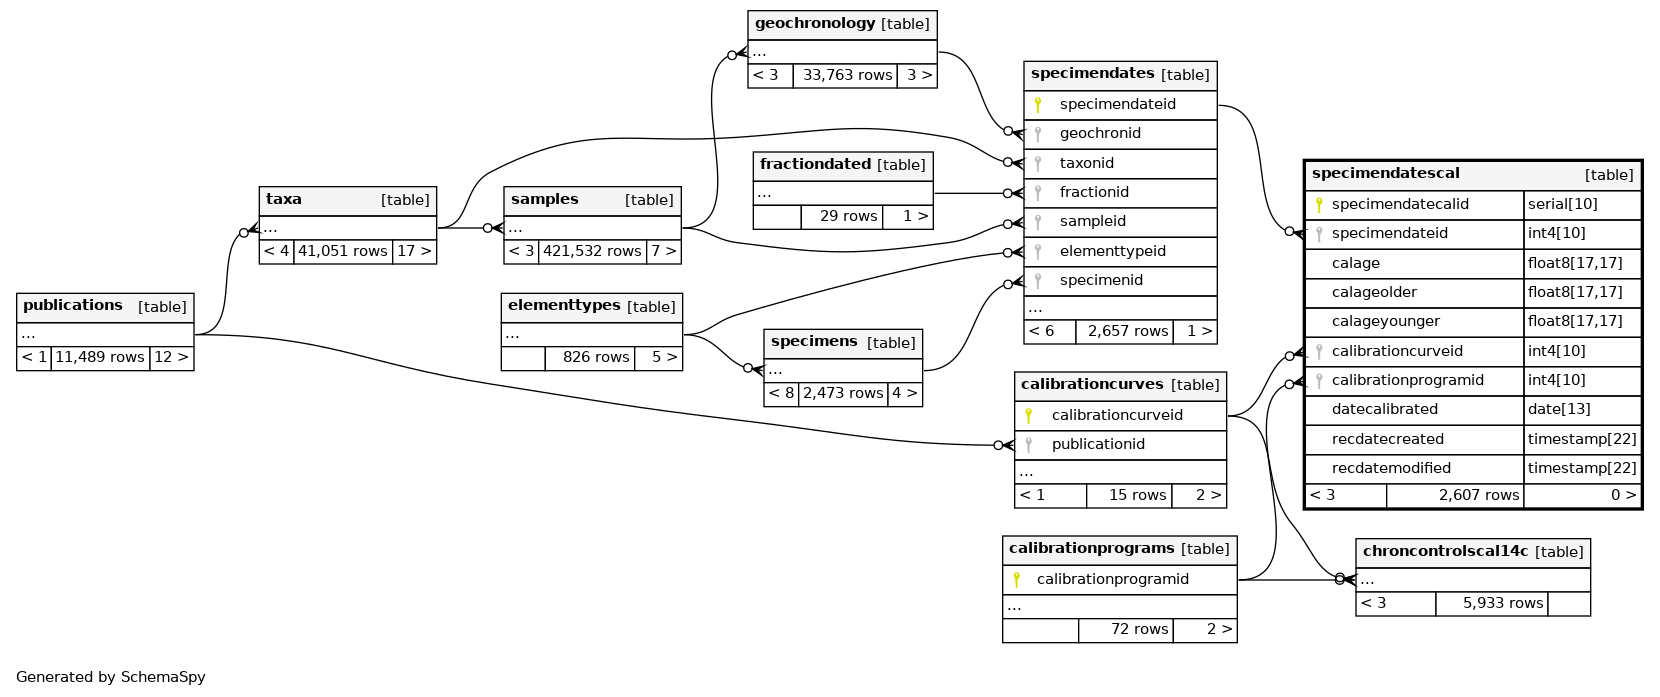 geochronology [table]
...
< 3 33,763 rows 3 >
specimendates [table]
specimendateid
geochronid
taxonid
fractionid
sampleid
elementtypeid
specimenid
...
< 6 2,657 rows 1 >
fractiondated [table]
...
29 rows 1 >
specimendatescal [table]
specimendatecalid serial[10]
specimendateid int4[10]
calage float8[17,17]
calageolder float8[17,17]
calageyounger float8[17,17]
calibrationcurveid int4[10]
calibrationprogramid int4[10]
datecalibrated date[13]
recdatecreated timestamp[22]
recdatemodified timestamp[22]
< 3 2,607 rows 0 >
taxa [table]
...
< 4 41,051 rows 17 >
samples [table]
...
< 3 421,532 rows 7 >
publications [table]
...
< 1 11,489 rows 12 >
elementtypes [table]
...
826 rows 5 >
specimens [table]
...
< 8 2,473 rows 4 >
calibrationcurves [table]
calibrationcurveid
publicationid
...
< 1 15 rows 2 >
calibrationprograms [table]
calibrationprogramid
...
72 rows 2 >
chroncontrolscal14c [table]
...
< 3 5,933 rows
Generated by SchemaSpy